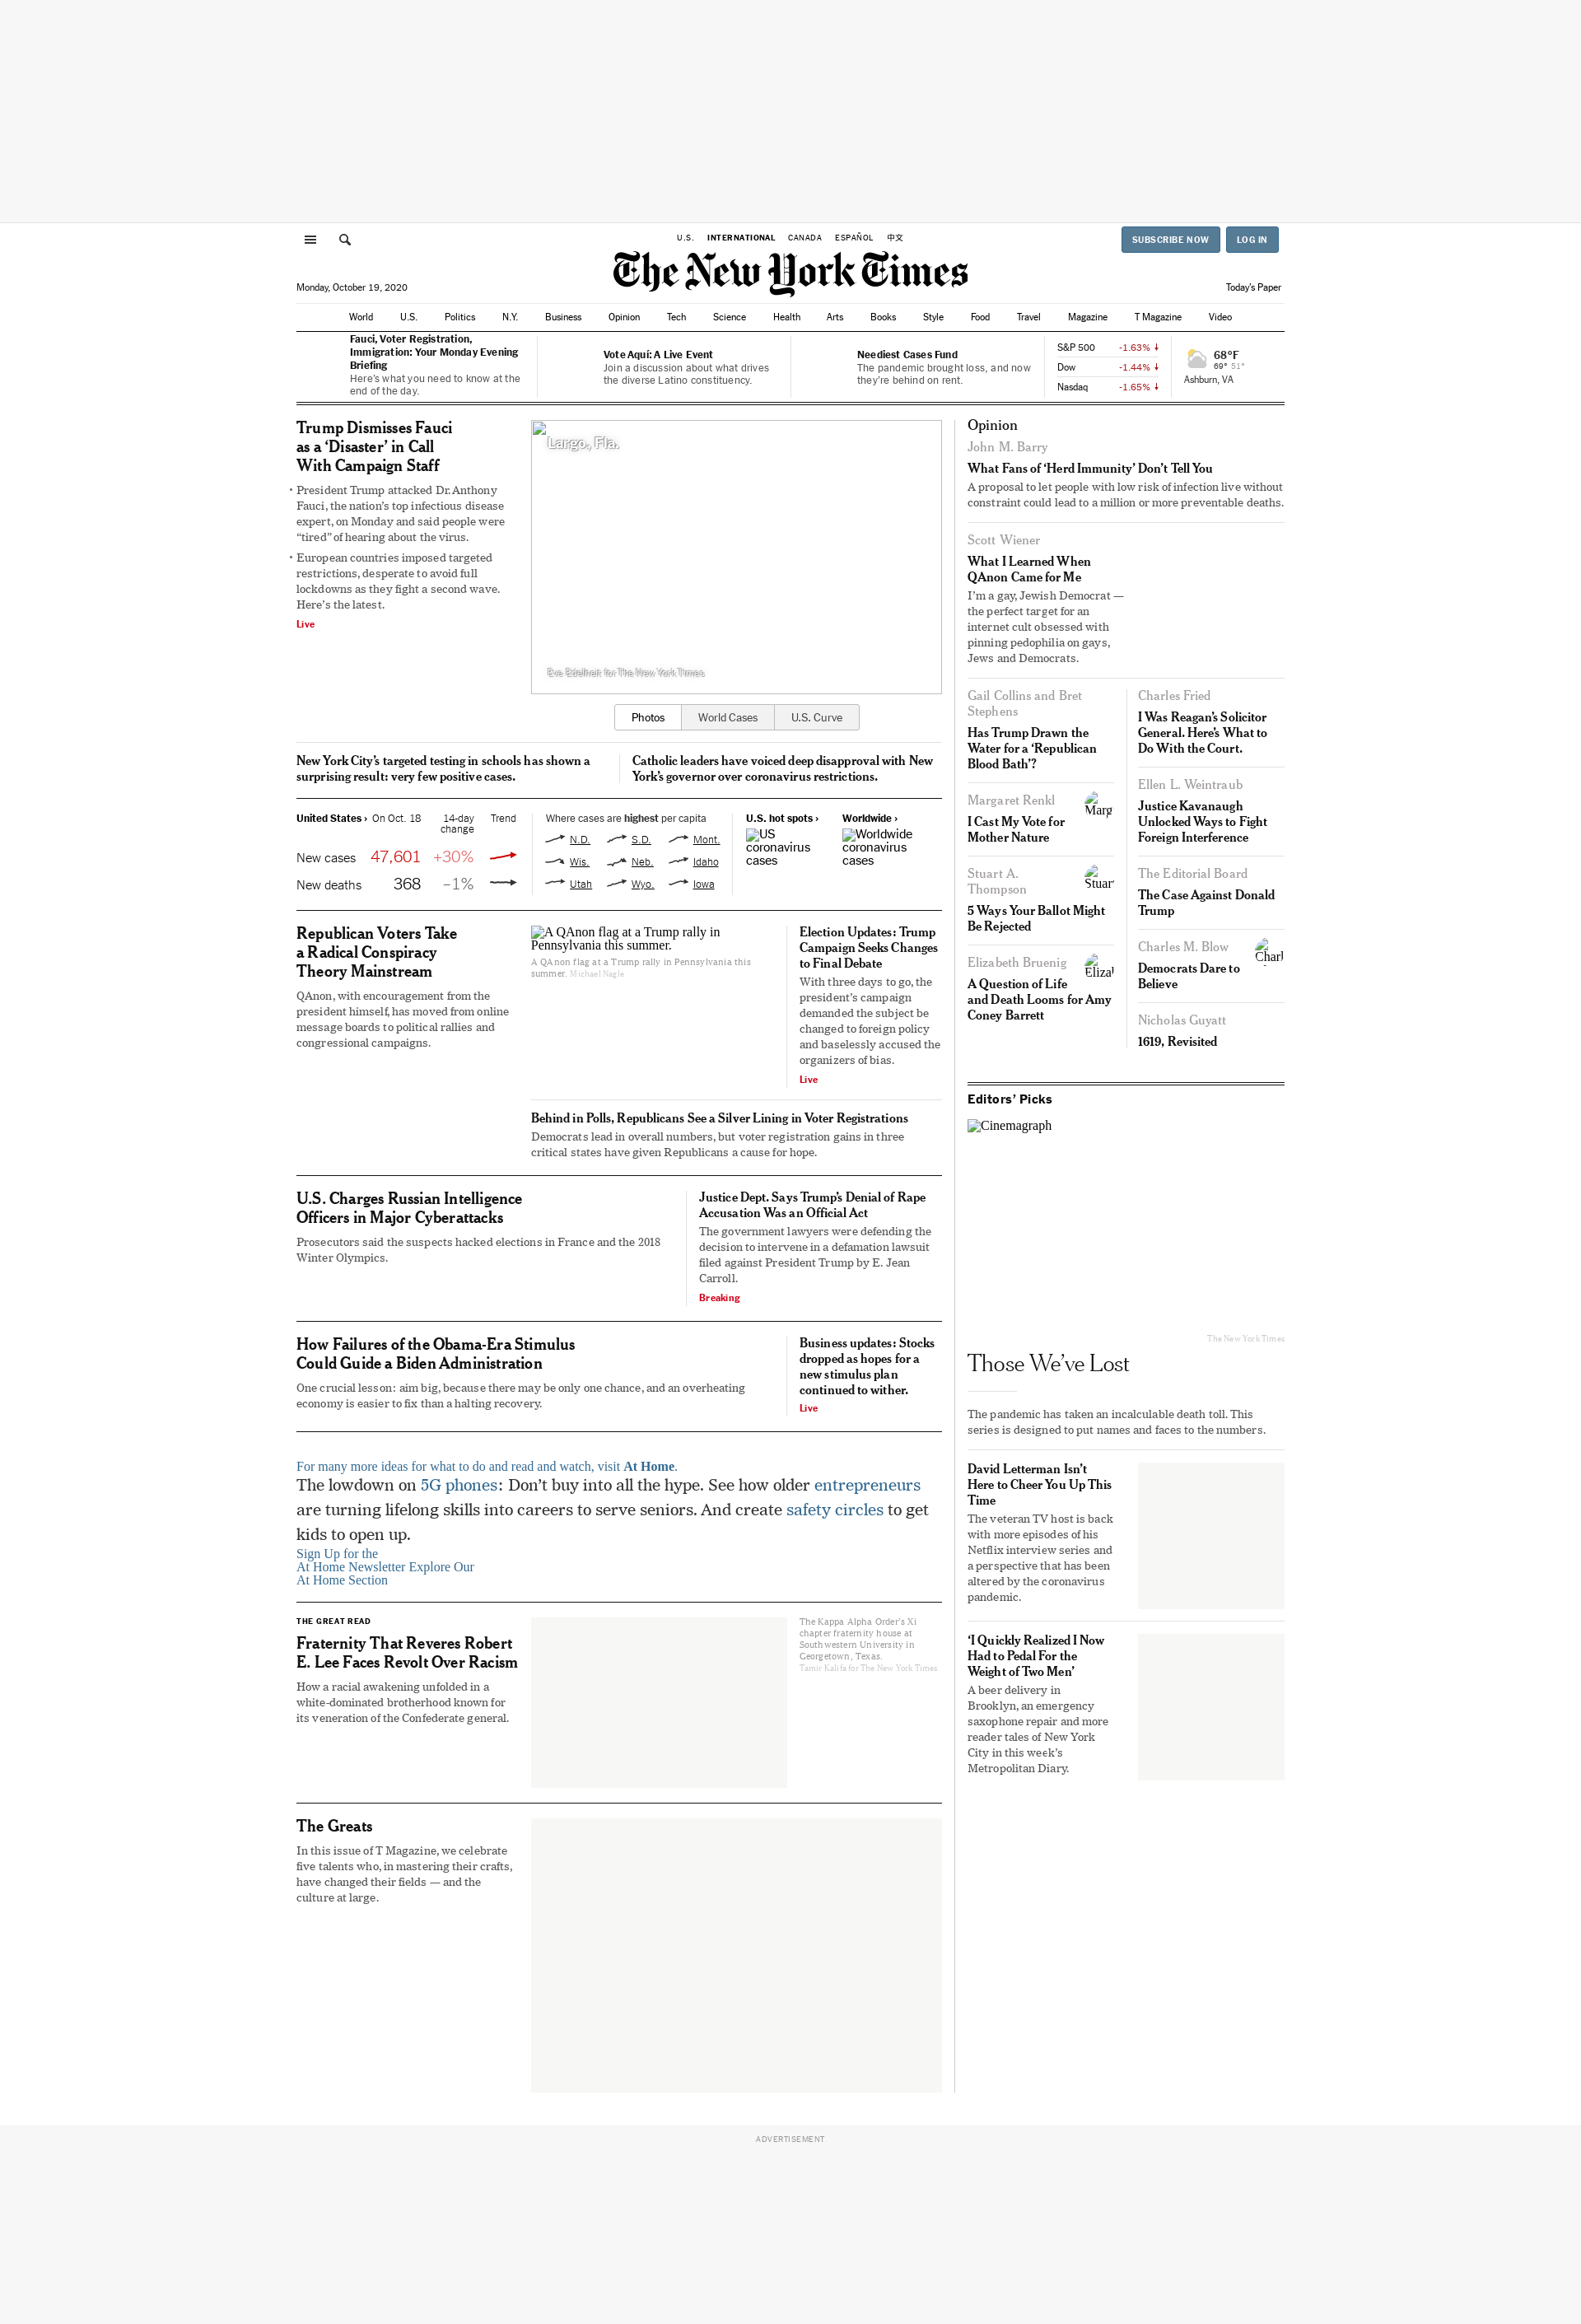 U.S. INTERNATIONAL CANADA ESPAÑOL 中文
SUBSCRIBE NOW LOG IN
The New York Times
Monday, October 19, 2020
Today's Paper
World U.S. Politics N.Y. Business Opinion Tech Science Health Arts Books Style Food Travel Magazine T Magazine Video
Fauci, Voter Registration,
Immigration: Your Monday Evening
Briefing
Here's what you need to know at the
end of the day.
Vote Aquí: A Live Event
Join a discussion about what drives
the diverse Latino constituency.
Neediest Cases Fund
The pandemic brought loss, and now
they're behind on rent.
S&P 500 -1.63% ↓
Dow -1.44% ↓
Nasdaq -1.65% ↓
68°F
69° 51°
Ashburn, VA
Trump Dismisses Fauci
as a ‘Disaster’ in Call
With Campaign Staff
• President Trump attacked Dr. Anthony
Fauci, the nation’s top infectious disease
expert, on Monday and said people were
“tired” of hearing about the virus.
• European countries imposed targeted
restrictions, desperate to avoid full
lockdowns as they fight a second wave.
Here’s the latest.
Live
Largo, Fla.
Eve Edelheit for The New York Times
Photos World Cases U.S. Curve
New York City’s targeted testing in schools has shown a
surprising result: very few positive cases.
Catholic leaders have voiced deep disapproval with New
York’s governor over coronavirus restrictions.
United States › On Oct. 18 14-day
change Trend
New cases 47,601 +30%
New deaths 368 –1%
Where cases are highest per capita
N.D. S.D. Mont.
Wis. Neb. Idaho
Utah Wyo. Iowa
U.S. hot spots ›
US
coronavirus
cases
Worldwide ›
Worldwide
coronavirus
cases
Republican Voters Take
a Radical Conspiracy
Theory Mainstream
QAnon, with encouragement from the
president himself, has moved from online
message boards to political rallies and
congressional campaigns.
A QAnon flag at a Trump rally in
Pennsylvania this summer.
A QAnon flag at a Trump rally in Pennsylvania this
summer. Michael Nagle
Election Updates: Trump
Campaign Seeks Changes
to Final Debate
With three days to go, the
president’s campaign
demanded the subject be
changed to foreign policy
and baselessly accused the
organizers of bias.
Live
Behind in Polls, Republicans See a Silver Lining in Voter Registrations
Democrats lead in overall numbers, but voter registration gains in three
critical states have given Republicans a cause for hope.
U.S. Charges Russian Intelligence
Officers in Major Cyberattacks
Prosecutors said the suspects hacked elections in France and the 2018
Winter Olympics.
Justice Dept. Says Trump’s Denial of Rape
Accusation Was an Official Act
The government lawyers were defending the
decision to intervene in a defamation lawsuit
filed against President Trump by E. Jean
Carroll.
Breaking
How Failures of the Obama-Era Stimulus
Could Guide a Biden Administration
One crucial lesson: aim big, because there may be only one chance, and an overheating
economy is easier to fix than a halting recovery.
Business updates: Stocks
dropped as hopes for a
new stimulus plan
continued to wither.
Live
For many more ideas for what to do and read and watch, visit At Home.
The lowdown on 5G phones: Don’t buy into all the hype. See how older entrepreneurs
are turning lifelong skills into careers to serve seniors. And create safety circles to get
kids to open up.
Sign Up for the
At Home Newsletter Explore Our
At Home Section
THE GREAT READ
Fraternity That Reveres Robert
E. Lee Faces Revolt Over Racism
How a racial awakening unfolded in a
white-dominated brotherhood known for
its veneration of the Confederate general.
The Kappa Alpha Order’s Xi
chapter fraternity house at
Southwestern University in
Georgetown, Texas.
Tamir Kalifa for The New York Times
The Greats
In this issue of T Magazine, we celebrate
five talents who, in mastering their crafts,
have changed their fields — and the
culture at large.
Opinion
John M. Barry
What Fans of ‘Herd Immunity’ Don’t Tell You
A proposal to let people with low risk of infection live without
constraint could lead to a million or more preventable deaths.
Scott Wiener
What I Learned When
QAnon Came for Me
I’m a gay, Jewish Democrat —
the perfect target for an
internet cult obsessed with
pinning pedophilia on gays,
Jews and Democrats.
Gail Collins and Bret
Stephens
Has Trump Drawn the
Water for a ‘Republican
Blood Bath’?
Margaret Renkl
Marg
I Cast My Vote for
Mother Nature
Stuart A.
Thompson
Stuart
5 Ways Your Ballot Might
Be Rejected
Elizabeth Bruenig
Elizab
A Question of Life
and Death Looms for Amy
Coney Barrett
Charles Fried
I Was Reagan’s Solicitor
General. Here’s What to
Do With the Court.
Ellen L. Weintraub
Justice Kavanaugh
Unlocked Ways to Fight
Foreign Interference
The Editorial Board
The Case Against Donald
Trump
Charles M. Blow
Charl
Democrats Dare to
Believe
Nicholas Guyatt
1619, Revisited
Editors’ Picks
Cinemagraph
The New York Times
Those We’ve Lost
The pandemic has taken an incalculable death toll. This
series is designed to put names and faces to the numbers.
David Letterman Isn’t
Here to Cheer You Up This
Time
The veteran TV host is back
with more episodes of his
Netflix interview series and
a perspective that has been
altered by the coronavirus
pandemic.
‘I Quickly Realized I Now
Had to Pedal For the
Weight of Two Men’
A beer delivery in
Brooklyn, an emergency
saxophone repair and more
reader tales of New York
City in this week’s
Metropolitan Diary.
ADVERTISEMENT